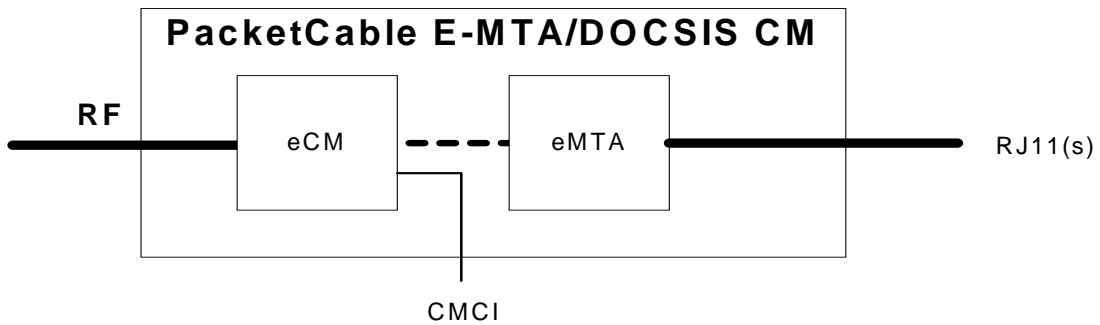 PacketCable E-MTA/DOCSIS CM
RF
eCM
eMTA
RJ11(s)
CMCI